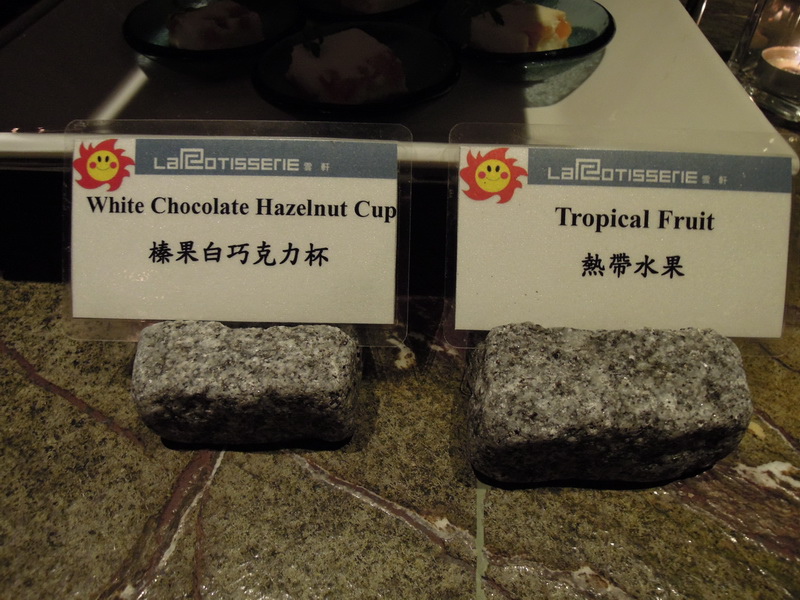 LaROTISSERIE 雲軒
White Chocolate Hazelnut Cup
榛果白巧克力杯
LaROTISSERIE 雲軒
Tropical Fruit
熱帶水果